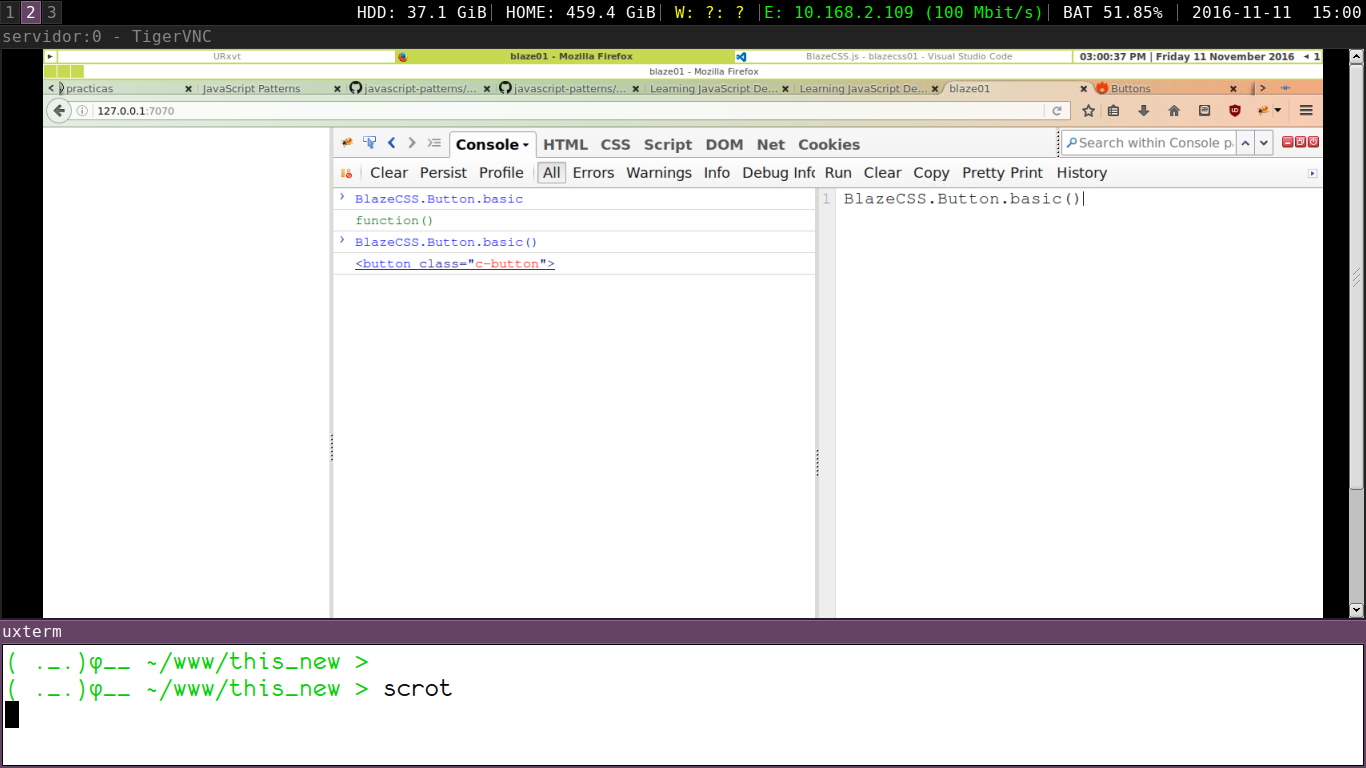 1 2 3 HDD: 37.1 GiB| HOME: 459.4 GiB| W: ?: ? |E: 10.168.2.109 (100 Mbit/s)| BAT 51.85% | 2016-11-11 15:00
servidor:0 - TigerVNC
URxvt blaze01 - Mozilla Firefox BlazeCSS.js - blazecss01 - Visual Studio Code 03:00:37 PM | Friday 11 November 2016 1
blaze01 - Mozilla Firefox
practicas JavaScript Patterns javascript-patterns/... javascript-patterns/... Learning JavaScript De... Learning JavaScript De... blaze01 Buttons
127.0.0.1:7070
Console HTML CSS Script DOM Net Cookies Search within Console p
Clear Persist Profile All Errors Warnings Info Debug Info Run Clear Copy Pretty Print History
BlazeCSS.Button.basic
function()
BlazeCSS.Button.basic()
<button class="c-button">
1 BlazeCSS.Button.basic()
uxterm
( ._.)φ__ ~/www/this_new >
( ._.)φ__ ~/www/this_new > scrot